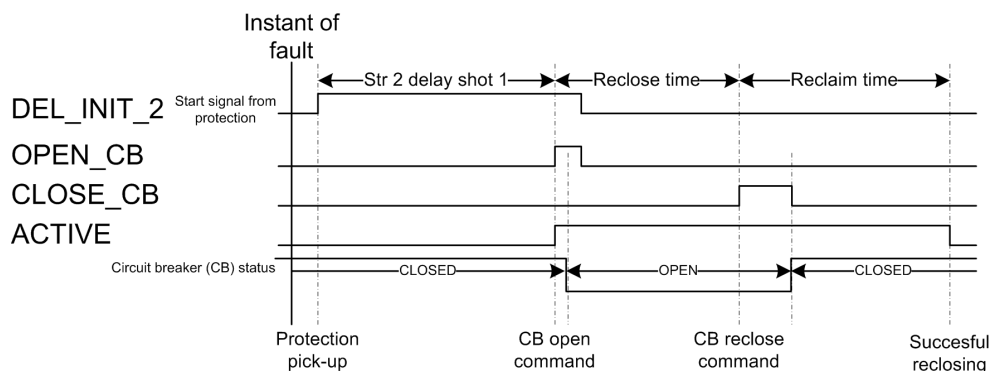 Instant of
fault
Str 2 delay shot 1
Reclose time
Reclaim time
DEL_INIT_2
Start signal from
protection
OPEN_CB
CLOSE_CB
ACTIVE
Circuit breaker (CB) status
CLOSED
OPEN
CLOSED
Protection
pick-up
CB open
command
CB reclose
command
Succesful
reclosing